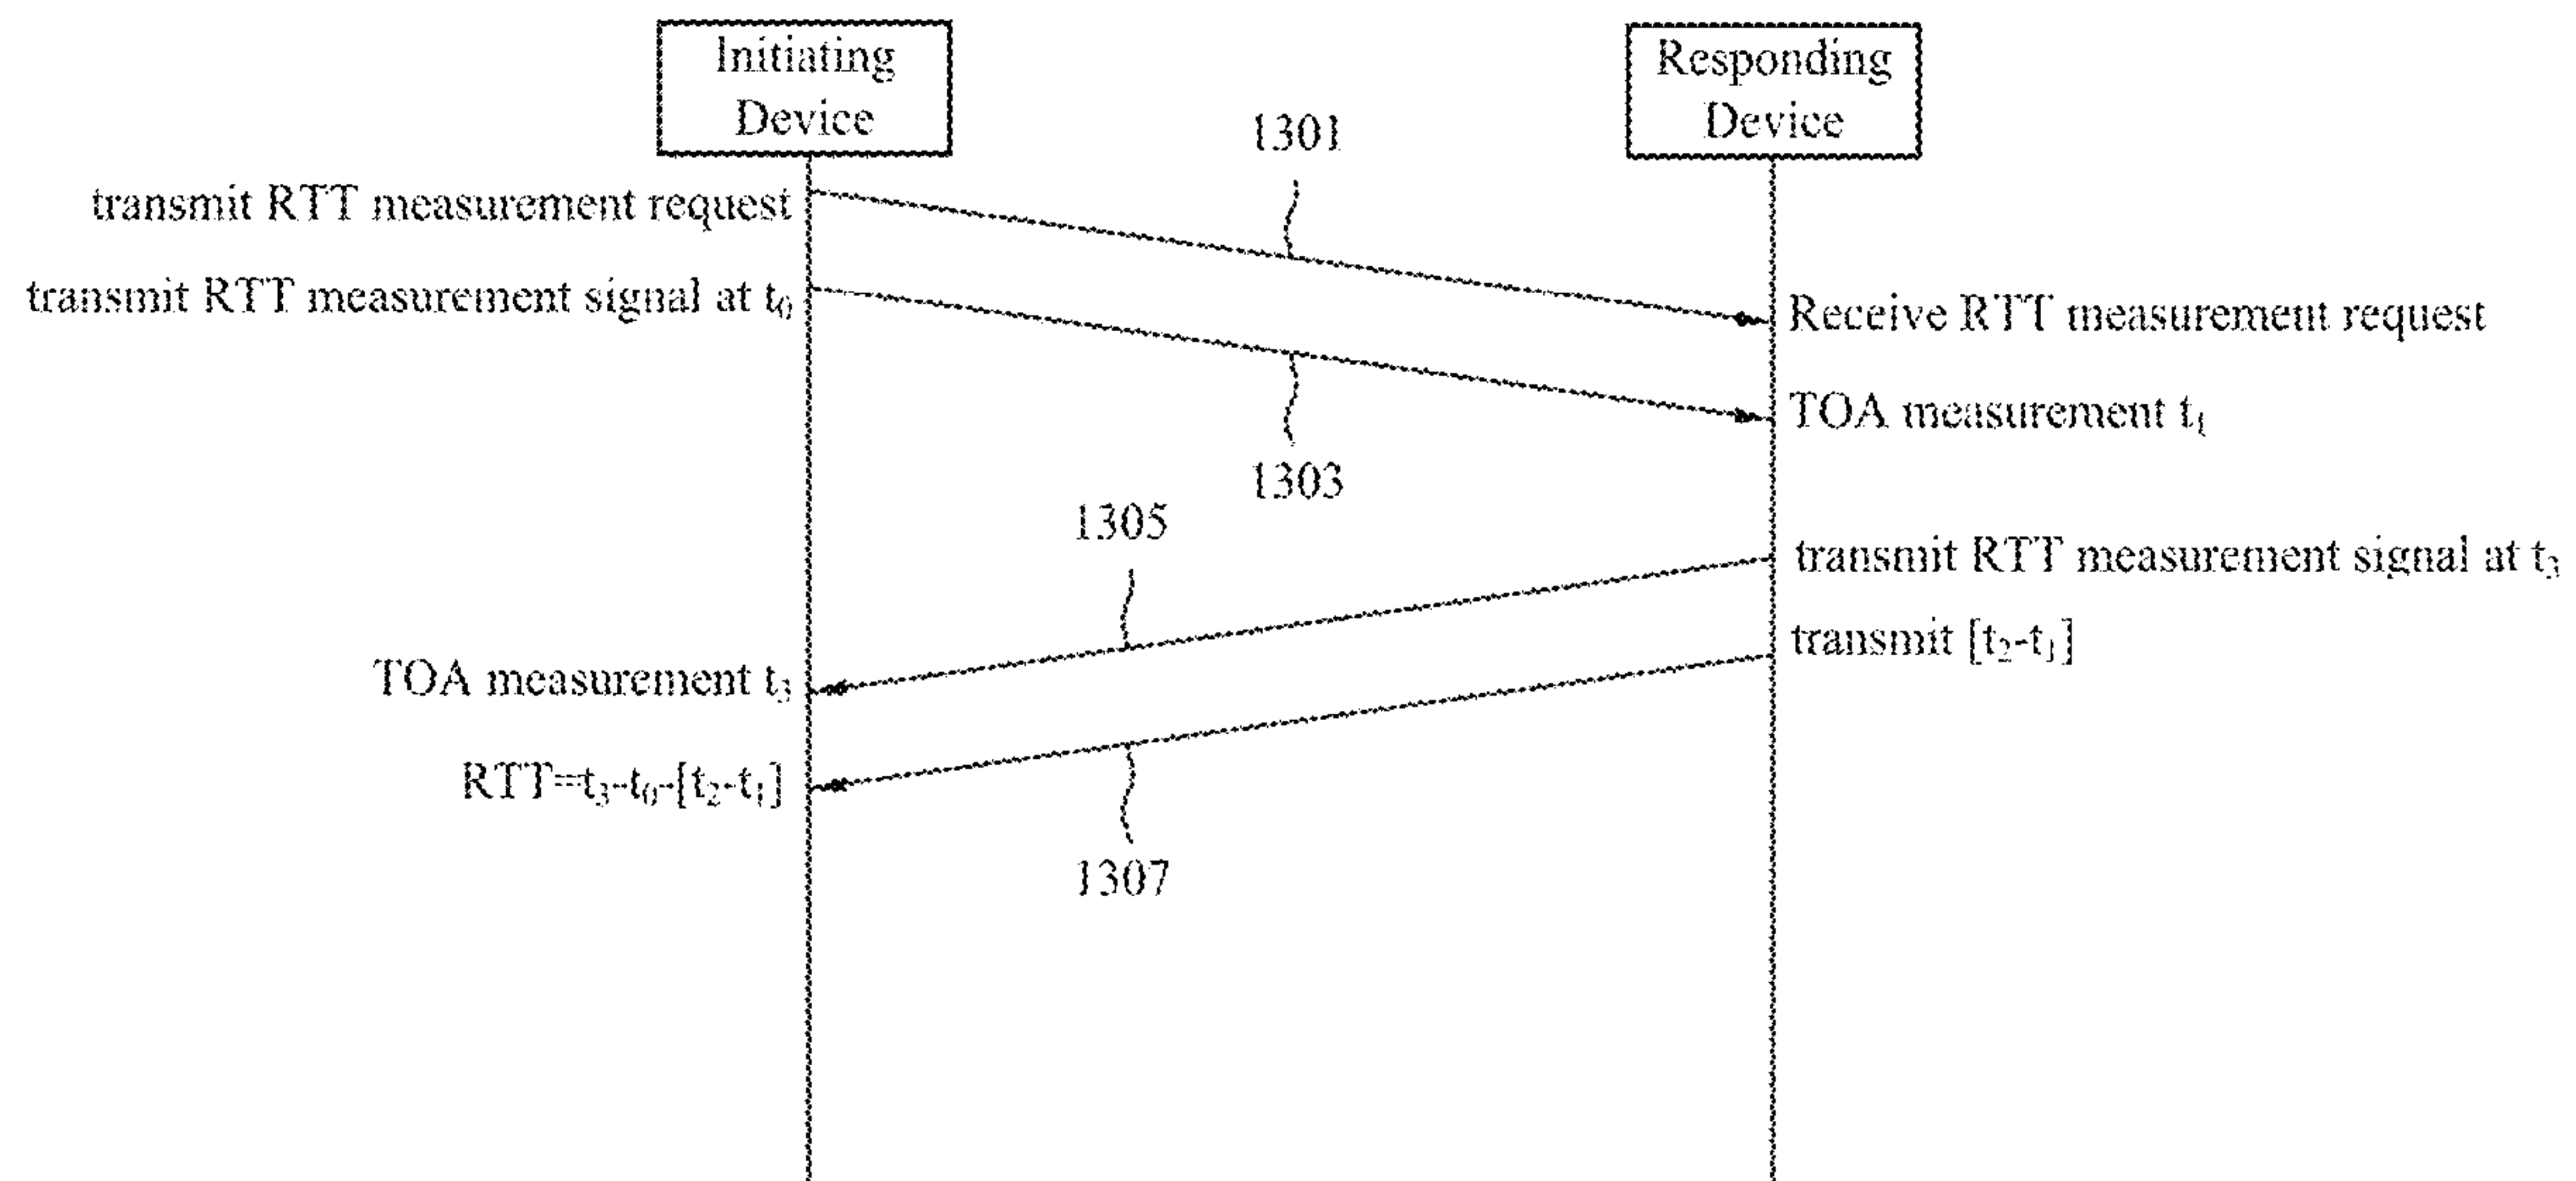 Initiating
Device
Responding
Device
1301
transmit RTT measurement request
transmit RTT measurement signal at t₀
Receive RTT measurement request
TOA measurement t₁
1303
1305
transmit RTT measurement signal at t₃
transmit [t₂-t₁]
TOA measurement t₃
RTT=t₃-t₀-[t₂-t₁]
1307